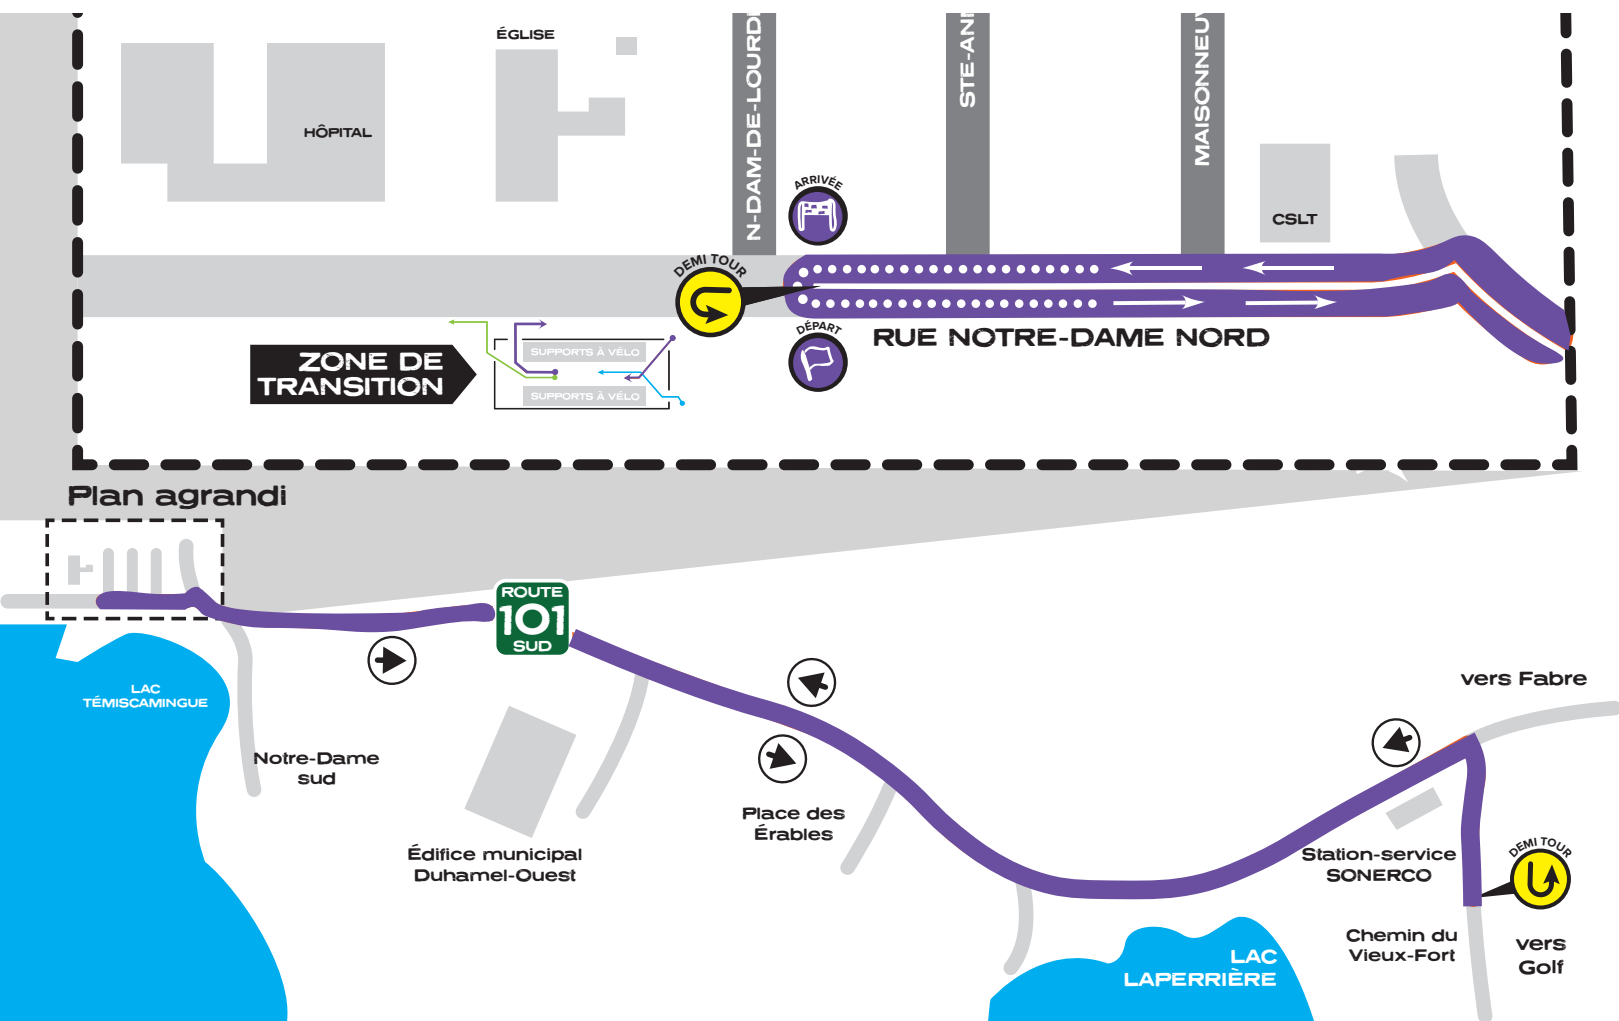 ÉGLISE
HÔPITAL
N-DAM-DE-LOURD
STE-AN
MAISONNEU
ARRIVÉE
CSLT
DEMI TOUR
DÉPART
RUE NOTRE-DAME NORD
ZONE DE
TRANSITION
SUPPORTS À VÉLO
SUPPORTS À VÉLO
Plan agrandi
ROUTE
101
SUD
LAC
TÉMISCAMINGUE
Notre-Dame
sud
Édifice municipal
Duhamel-Ouest
Place des
Érables
vers Fabre
Station-service
SONERCO
DEMI TOUR
Chemin du
Vieux-Fort
vers
Golf
LAC
LAPERRIÈRE